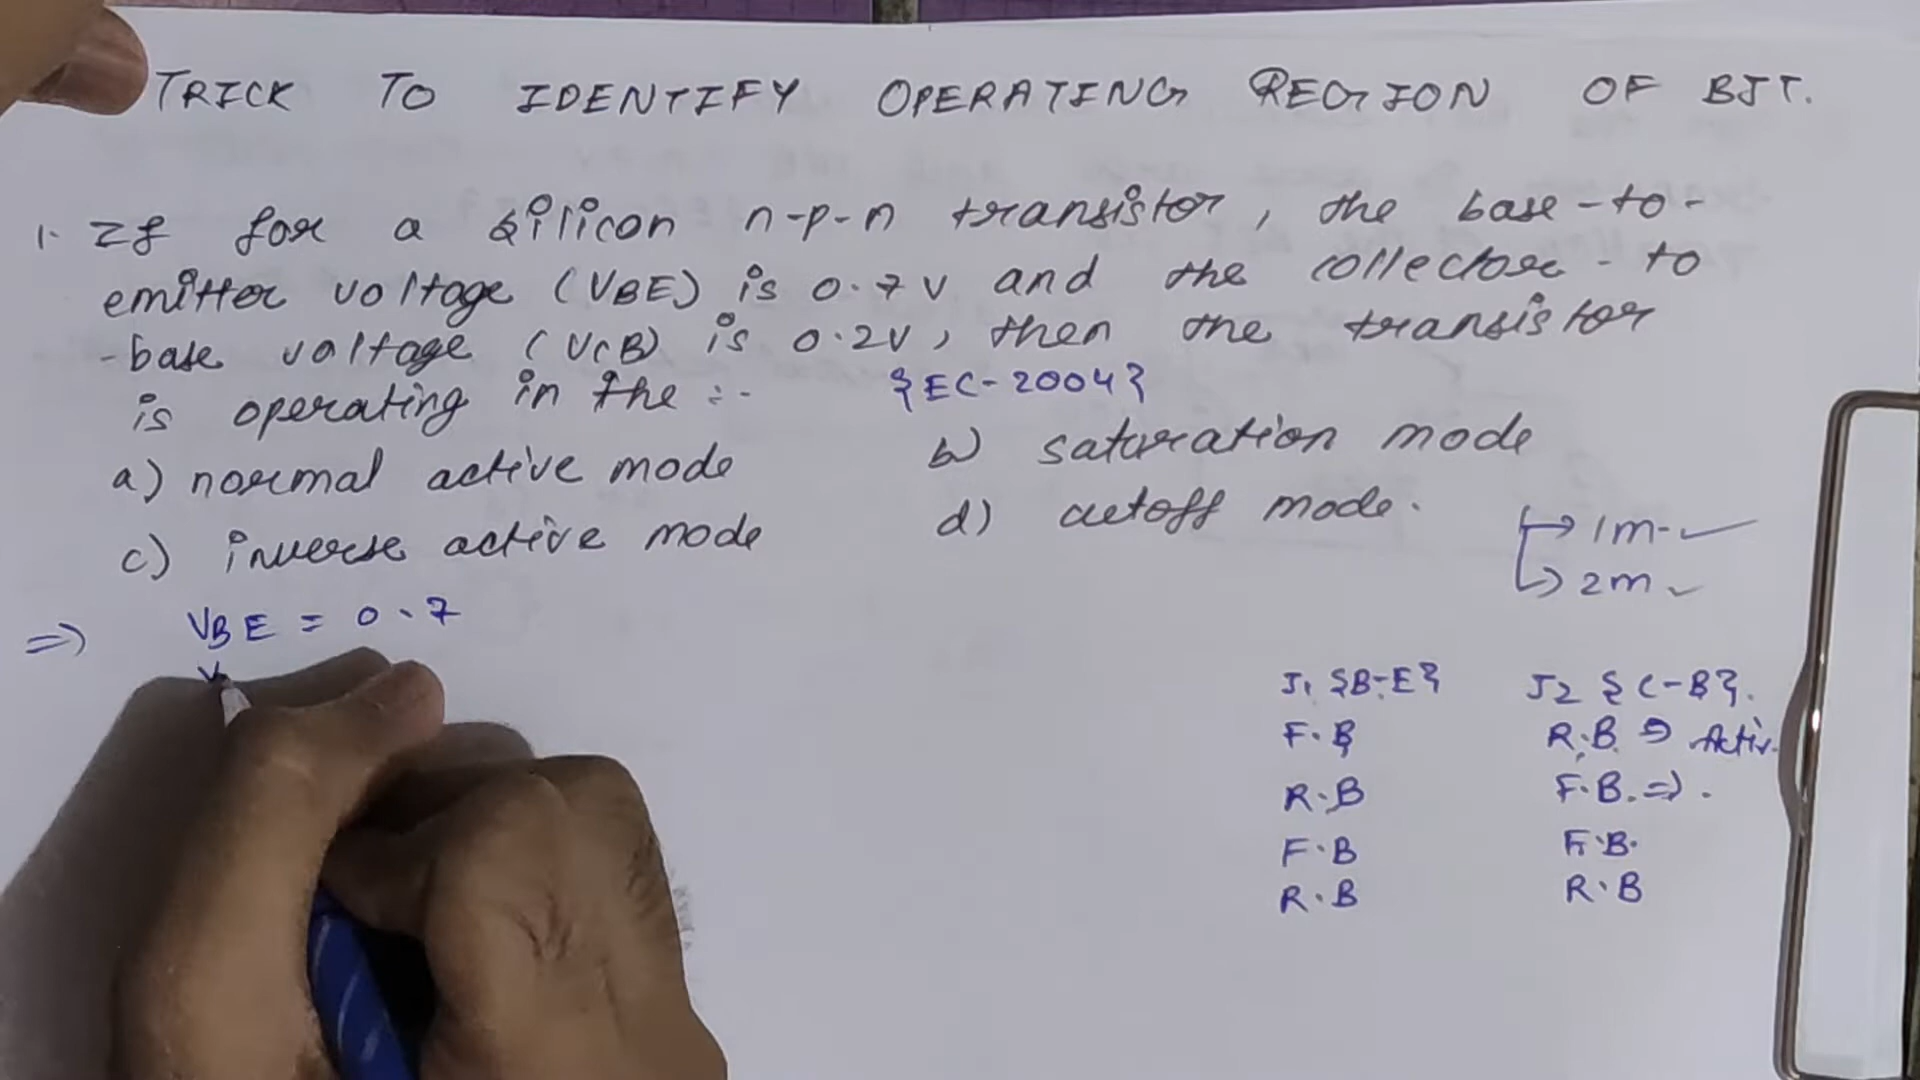 TRICK TO IDENTIFY OPERATING REGION OF BJT.
1. If for a silicon n-p-n transistor, the base-to-
emitter voltage (VBE) is 0.7V and the collector-to
-base voltage (VCB) is 0.2V, then the transistor
is operating in the :- {EC-2004}
a) normal active mode b) saturation mode
c) inverse active mode d) cutoff mode.
→ 1m- ✓
→ 2m ✓
⇒ VBE = 0.7
V
J1 {B-E} J2 {C-B}.
F.B R.B ⇒ Activ.
R.B F.B. ⇒ .
F.B F.B.
R.B R.B